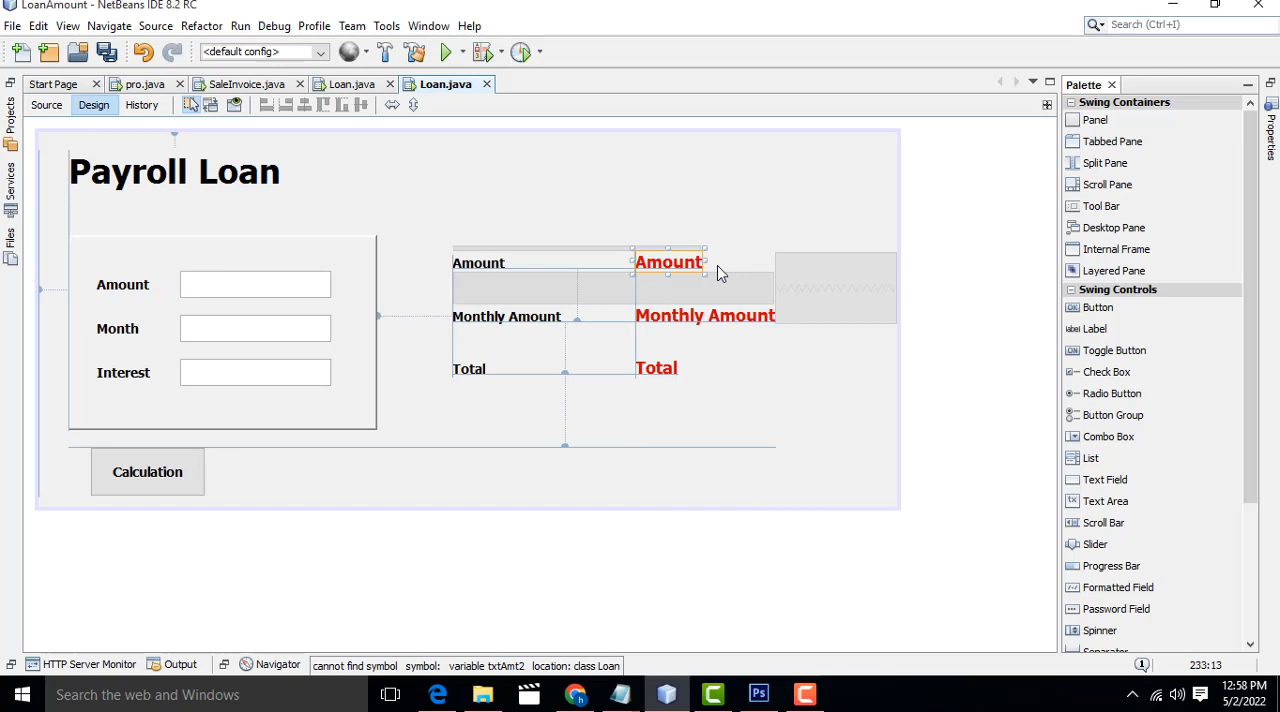 LoanAmount - NetBeans IDE 8.2 RC
File Edit View Navigate Source Refactor Run Debug Profile Team Tools Window Help
Search (Ctrl+I)
<default config>
Start Page pro.java SaleInvoice.java Loan.java Loan.java
Source Design History
Projects
Services
Files
Payroll Loan
Amount
Month
Interest
Calculation
Amount Amount
Monthly Amount Monthly Amount
Total Total
Palette
Swing Containers
Panel
Tabbed Pane
Split Pane
Scroll Pane
Tool Bar
Desktop Pane
Internal Frame
Layered Pane
Swing Controls
Button
Label
Toggle Button
Check Box
Radio Button
Button Group
Combo Box
List
Text Field
Text Area
Scroll Bar
Slider
Progress Bar
Formatted Field
Password Field
Spinner
Properties
HTTP Server Monitor Output Navigator cannot find symbol symbol: variable txtAmt2 location: class Loan 1 233:13
Search the web and Windows
12:58 PM
5/2/2022